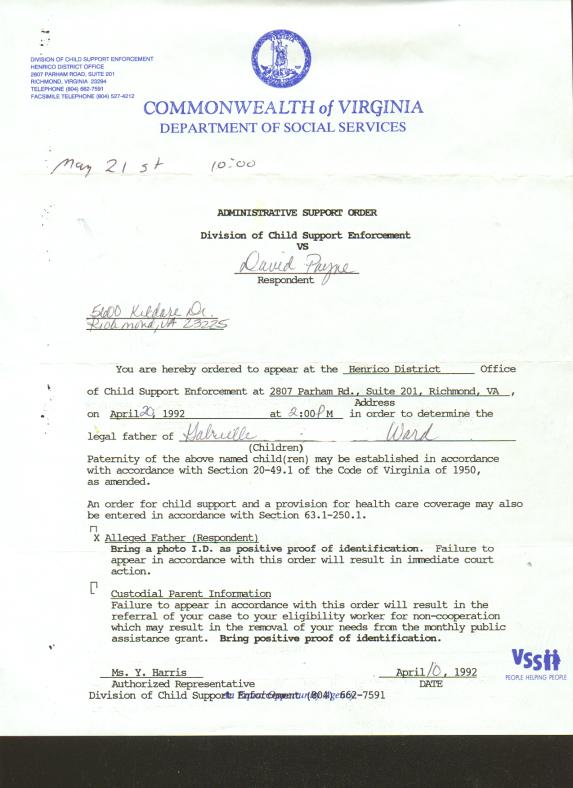 DIVISION OF CHILD SUPPORT ENFORCEMENT
HENRICO DISTRICT OFFICE
2807 PARHAM ROAD, SUITE 201
RICHMOND, VIRGINIA 23294
TELEPHONE (804) 662-7591
FACSIMILE TELEPHONE (804) 527-4212
COMMONWEALTH of VIRGINIA
DEPARTMENT OF SOCIAL SERVICES
May 21 st 10:00
ADMINISTRATIVE SUPPORT ORDER
Division of Child Support Enforcement
VS
David Payne
Respondent
5600 Kildare Dr.
Richmond, VA 23225
You are hereby ordered to appear at the Henrico District Office
of Child Support Enforcement at 2807 Parham Rd., Suite 201, Richmond, VA ,
Address
on April 20, 1992 at 2:00 P M in order to determine the
legal father of Gabrielle Ward
(Children)
Paternity of the above named child(ren) may be established in accordance
with accordance with Section 20-49.1 of the Code of Virginia of 1950,
as amended.
An order for child support and a provision for health care coverage may also
be entered in accordance with Section 63.1-250.1.
X Alleged Father (Respondent)
Bring a photo I.D. as positive proof of identification. Failure to
appear in accordance with this order will result in immediate court
action.
Custodial Parent Information
Failure to appear in accordance with this order will result in the
referral of your case to your eligibility worker for non-cooperation
which may result in the removal of your needs from the monthly public
assistance grant. Bring positive proof of identification.
Ms. Y. Harris April 10, 1992
Authorized Representative DATE
Division of Child Support Enforcement (804) 662-7591
An Equal Opportunity Agency
VSSII
PEOPLE HELPING PEOPLE